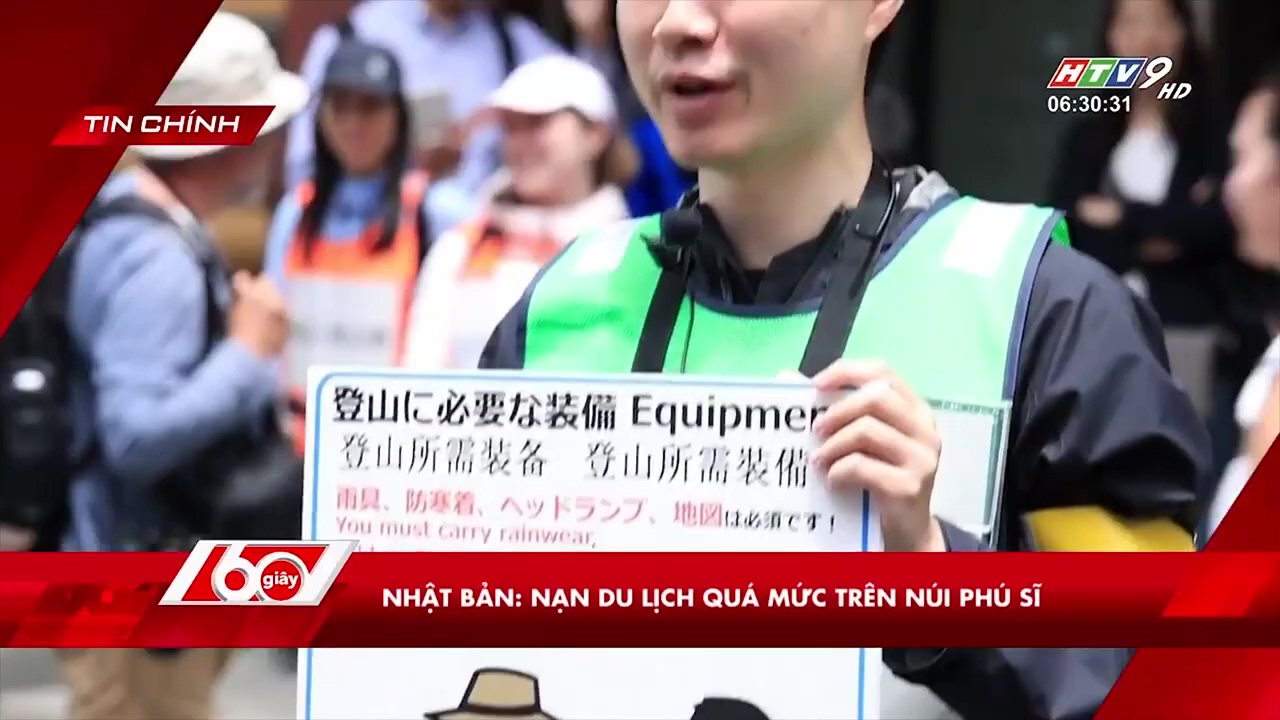 HTV9 HD
06:30:31
TIN CHÍNH
登山に必要な装備 Equipmen
登山所需装备 登山所需裝備
雨具、防寒着、ヘッドランプ、地図は必須です！
You must carry rainwear,
60 giây
NHẬT BẢN: NẠN DU LỊCH QUÁ MỨC TRÊN NÚI PHÚ SĨ